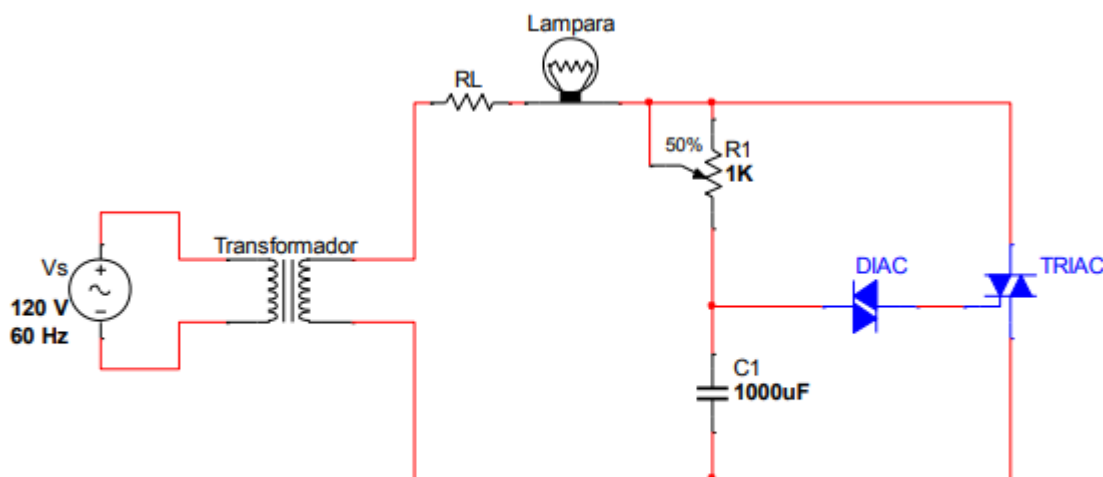 Lampara
RL
50%
R1
1K
Transformador
Vs
120 V
60 Hz
DIAC
TRIAC
C1
1000uF